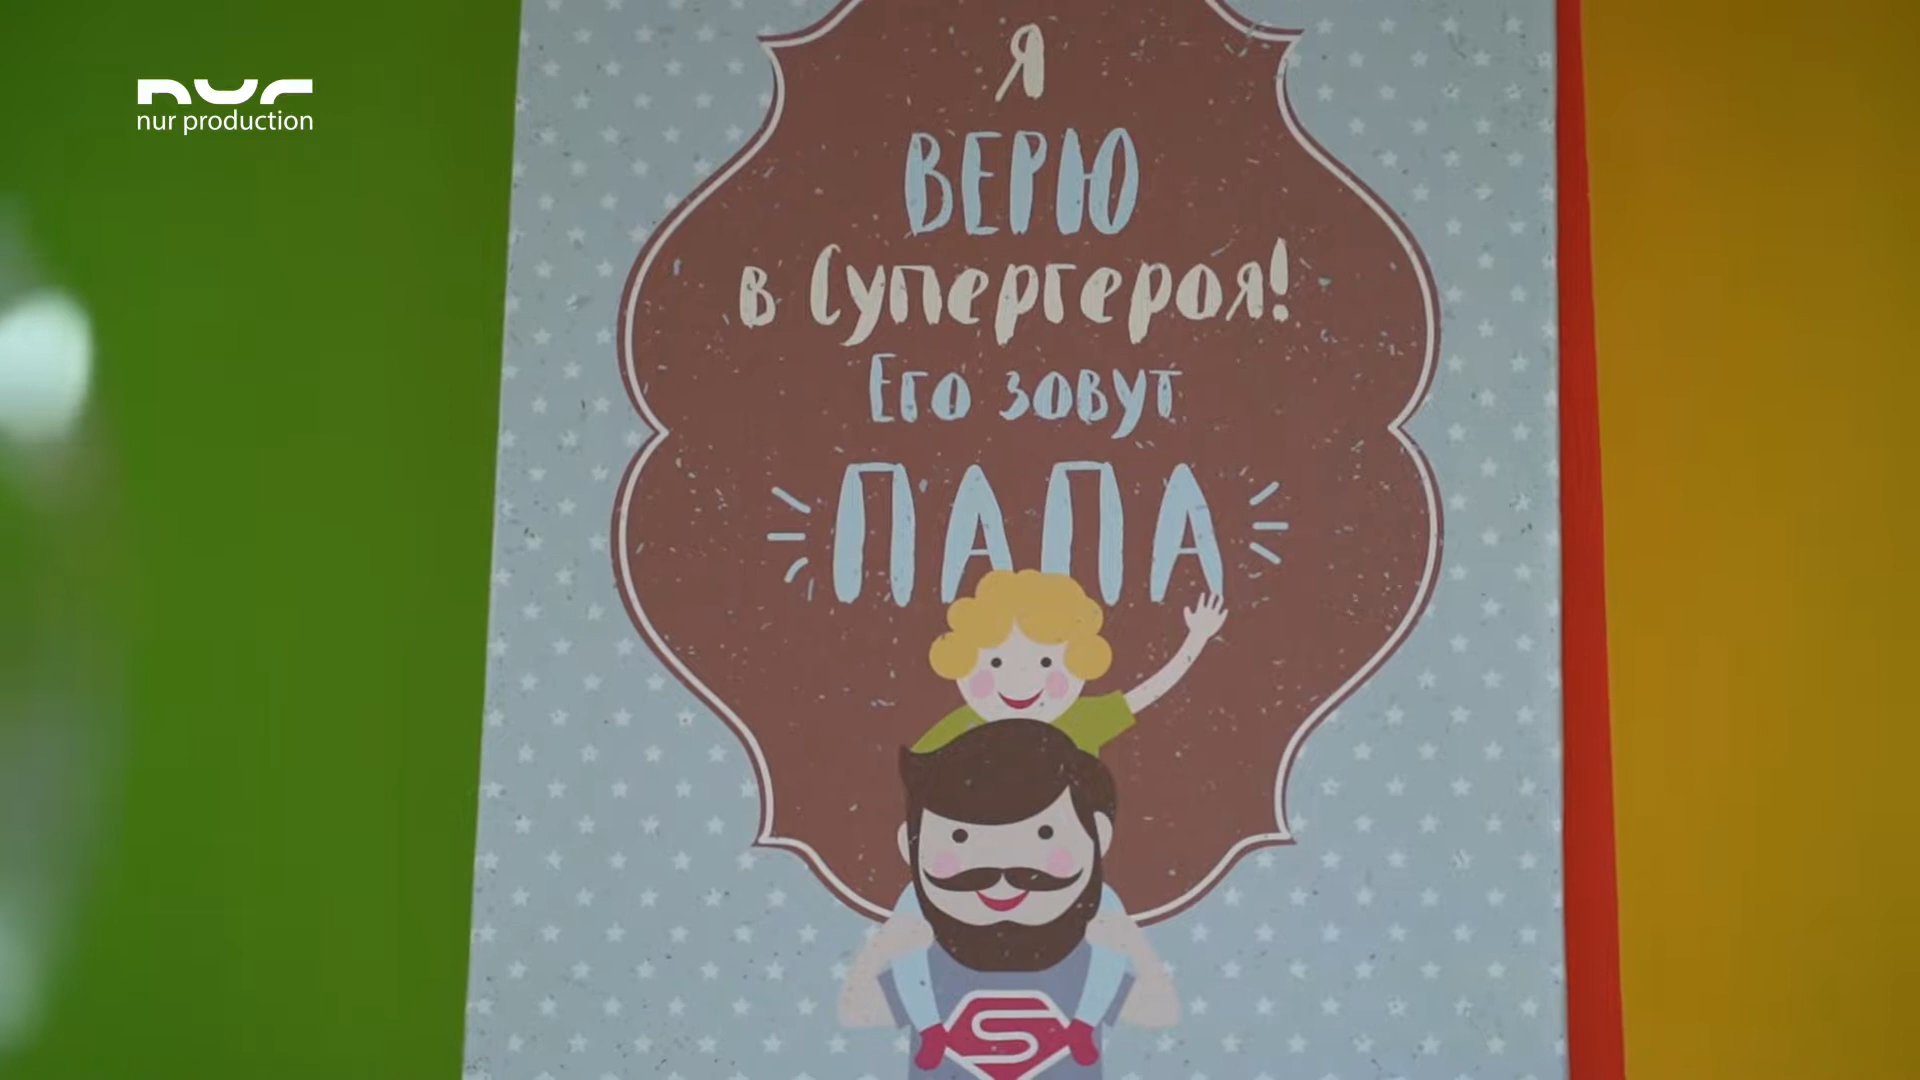 nur
nur production
Я
ВЕРЮ
в Супергероя!
Его зовут
ПАПА
S